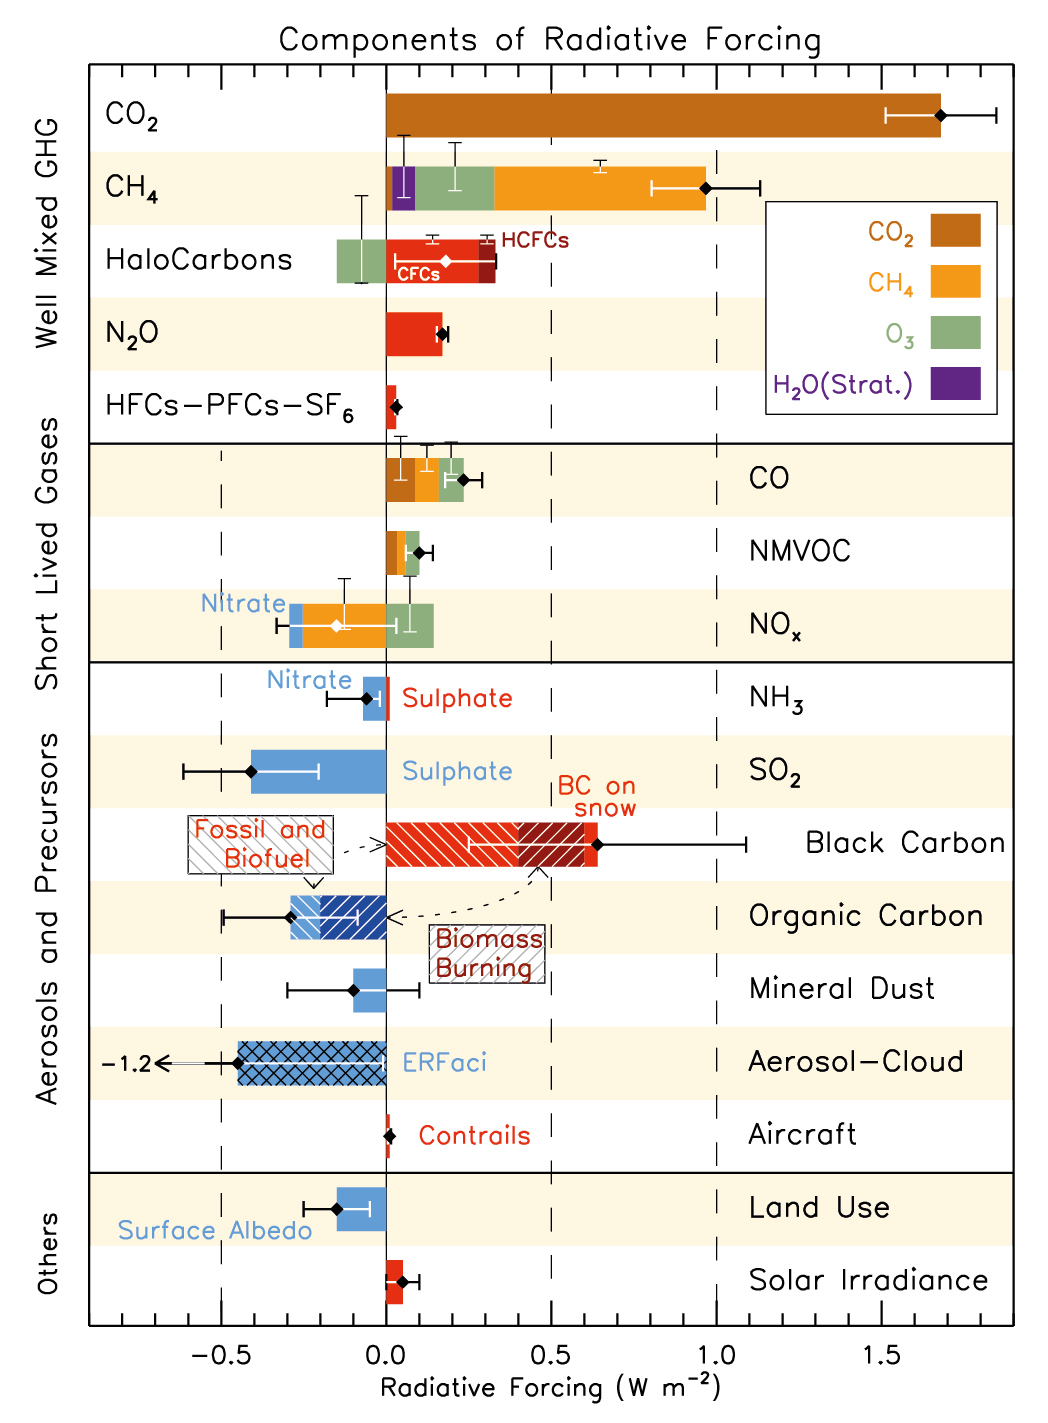 Components of Radiative Forcing
Well Mixed GHG
CO₂
CH₄
HaloCarbons
HCFCs
CFCs
N₂O
HFCs−PFCs−SF₆
CO₂
CH₄
O₃
H₂O(Strat.)
Short Lived Gases
CO
NMVOC
Nitrate
NOₓ
Aerosols and Precursors
Nitrate
Sulphate
NH₃
Sulphate
SO₂
BC on
snow
Fossil and
Biofuel
Black Carbon
Organic Carbon
Biomass
Burning
Mineral Dust
−1.2
ERFaci
Aerosol−Cloud
Contrails
Aircraft
Others
Land Use
Surface Albedo
Solar Irradiance
−0.5 0.0 0.5 1.0 1.5
Radiative Forcing (W m⁻²)